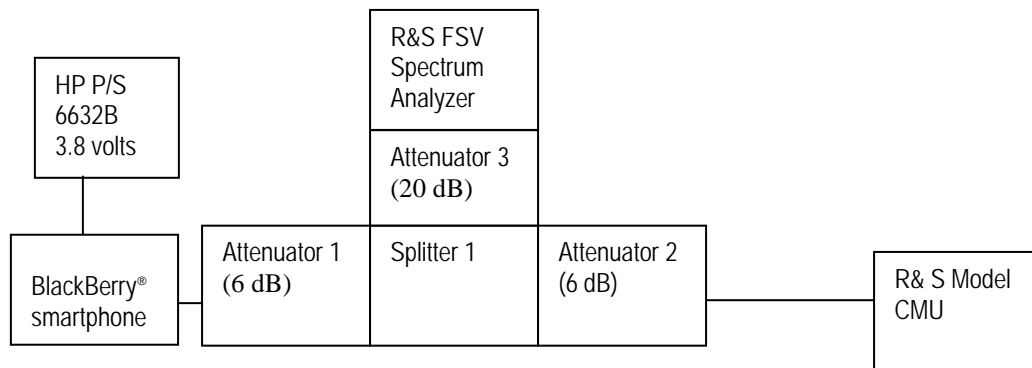 R&S FSV
Spectrum
Analyzer
HP P/S
6632B
3.8 volts
Attenuator 3
(20 dB)
Attenuator 1
(6 dB)
Splitter 1
Attenuator 2
(6 dB)
BlackBerry®
smartphone
R& S Model
CMU